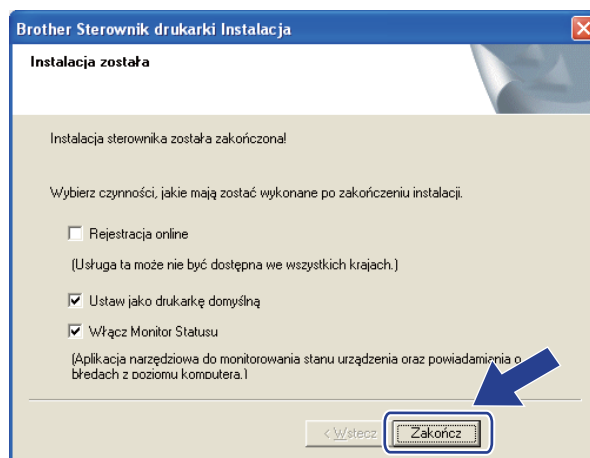 Brother Sterownik drukarki Instalacja
Instalacja została
Instalacja sterownika została zakończona!
Wybierz czynności, jakie mają zostać wykonane po zakończeniu instalacji.
Rejestracja online
(Usługa ta może nie być dostępna we wszystkich krajach.)
Ustaw jako drukarkę domyślną
Włącz Monitor Statusu
(Aplikacja narzędziowa do monitorowania stanu urządzenia oraz powiadamiania o
błedach z poziomu komputera.)
< Wstecz
Zakończ